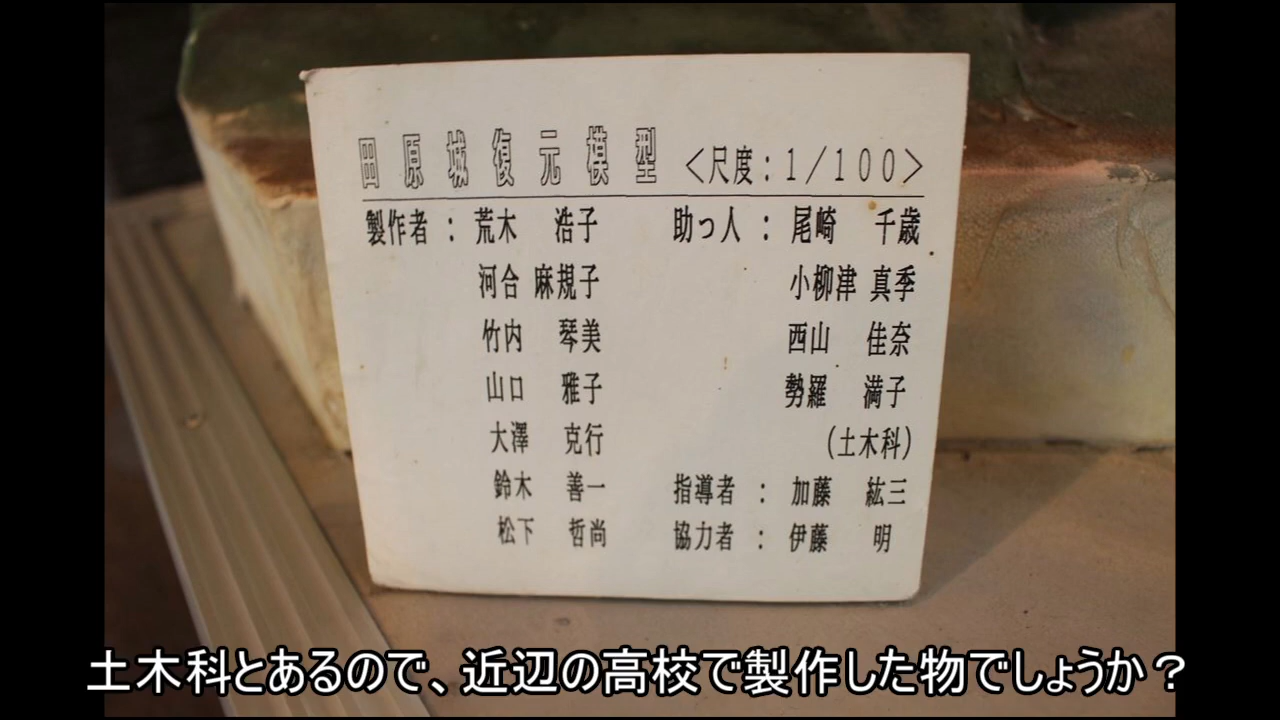 田原城復元模型 <尺度:1/100>
製作者 : 荒木 浩子 助っ人 : 尾崎 千歳
河合 麻規子 小柳津 真季
竹内 琴美 西山 佳奈
山口 雅子 勢羅 満子
大澤 克行 (土木科)
鈴木 善一 指導者 : 加藤 紘三
松下 哲尚 協力者 : 伊藤 明
土木科とあるので、近辺の高校で製作した物でしょうか？